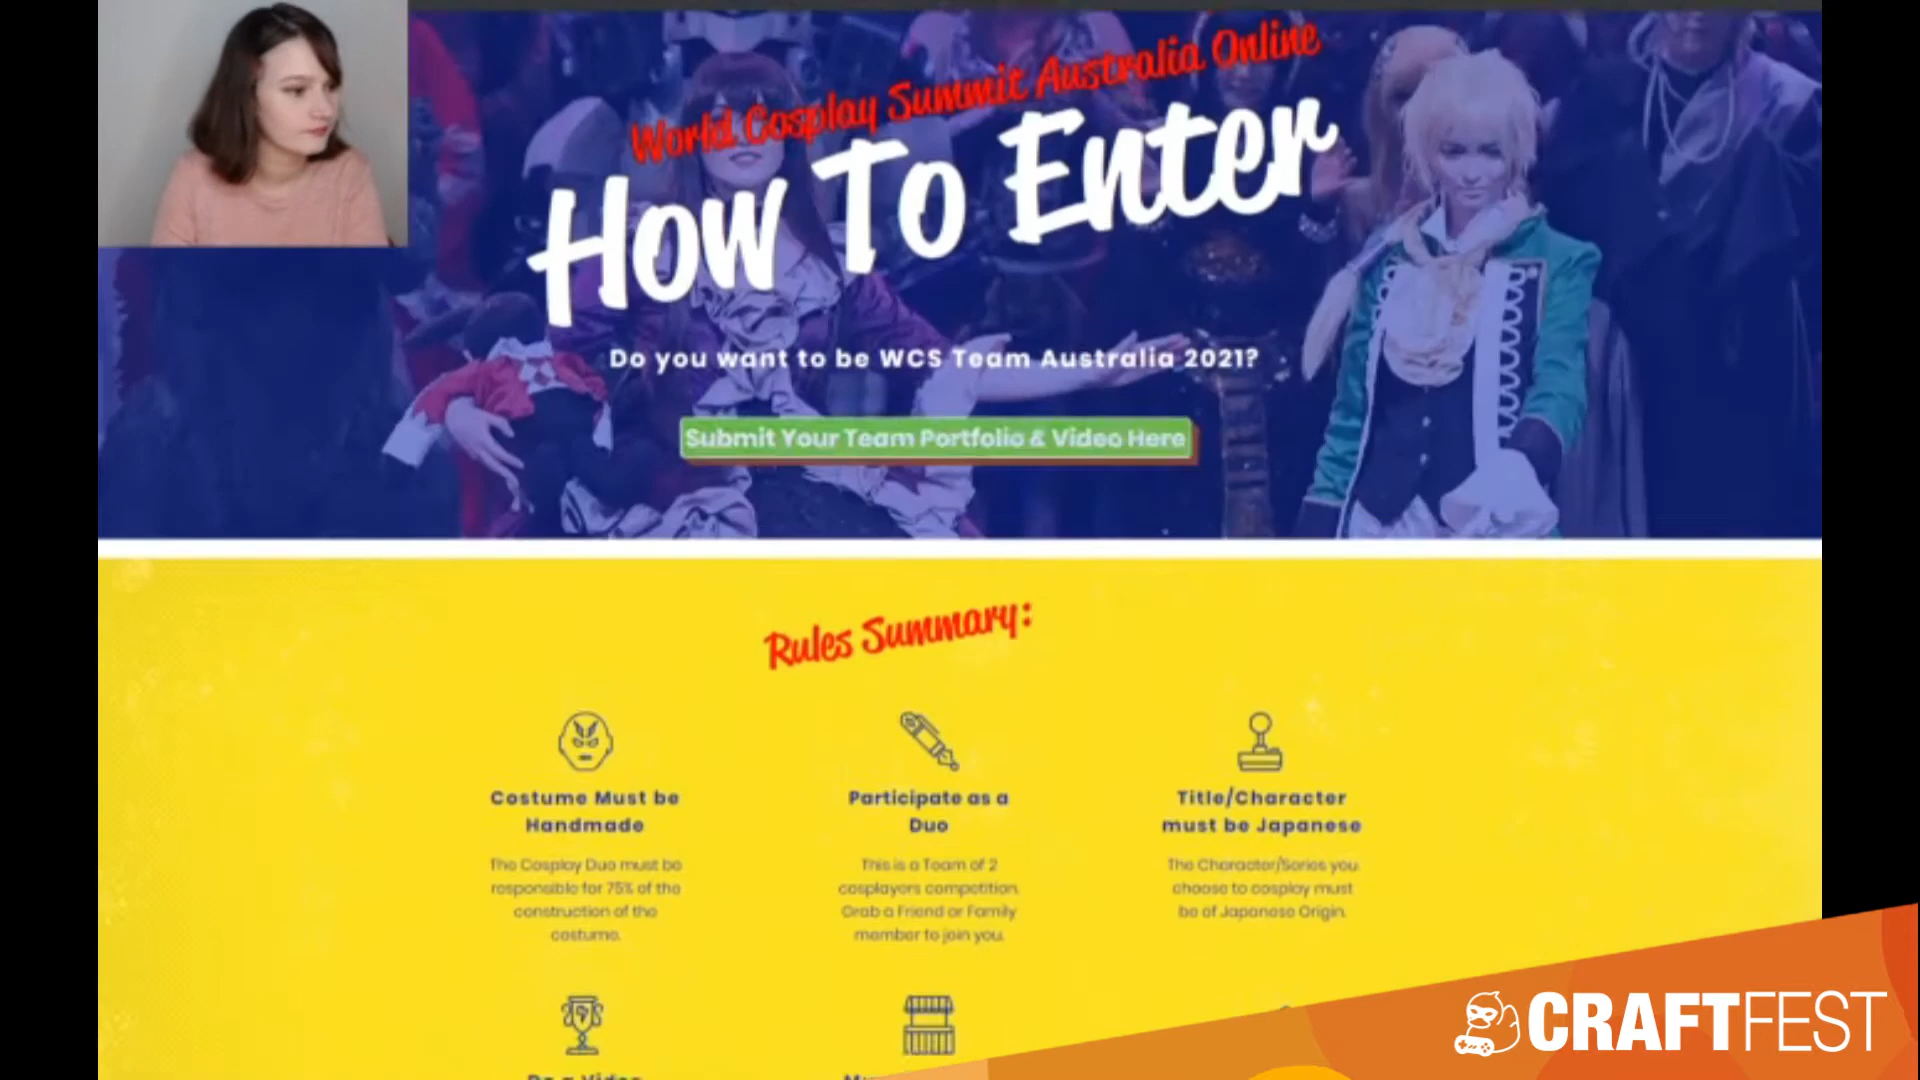 World Cosplay Summit Australia Online
How To Enter
Do you want to be WCS Team Australia 2021?
Submit Your Team Portfolio & Video Here
Rules Summary:
Costume Must be
Handmade
The Cosplay Duo must be
responsible for 75% of the
construction of the
costume.
Participate as a
Duo
This is a Team of 2
cosplayers competition.
Grab a Friend or Family
member to join you.
Title/Character
must be Japanese
The Character/Series you
choose to cosplay must
be of Japanese Origin.
Do a Video
CRAFTFEST